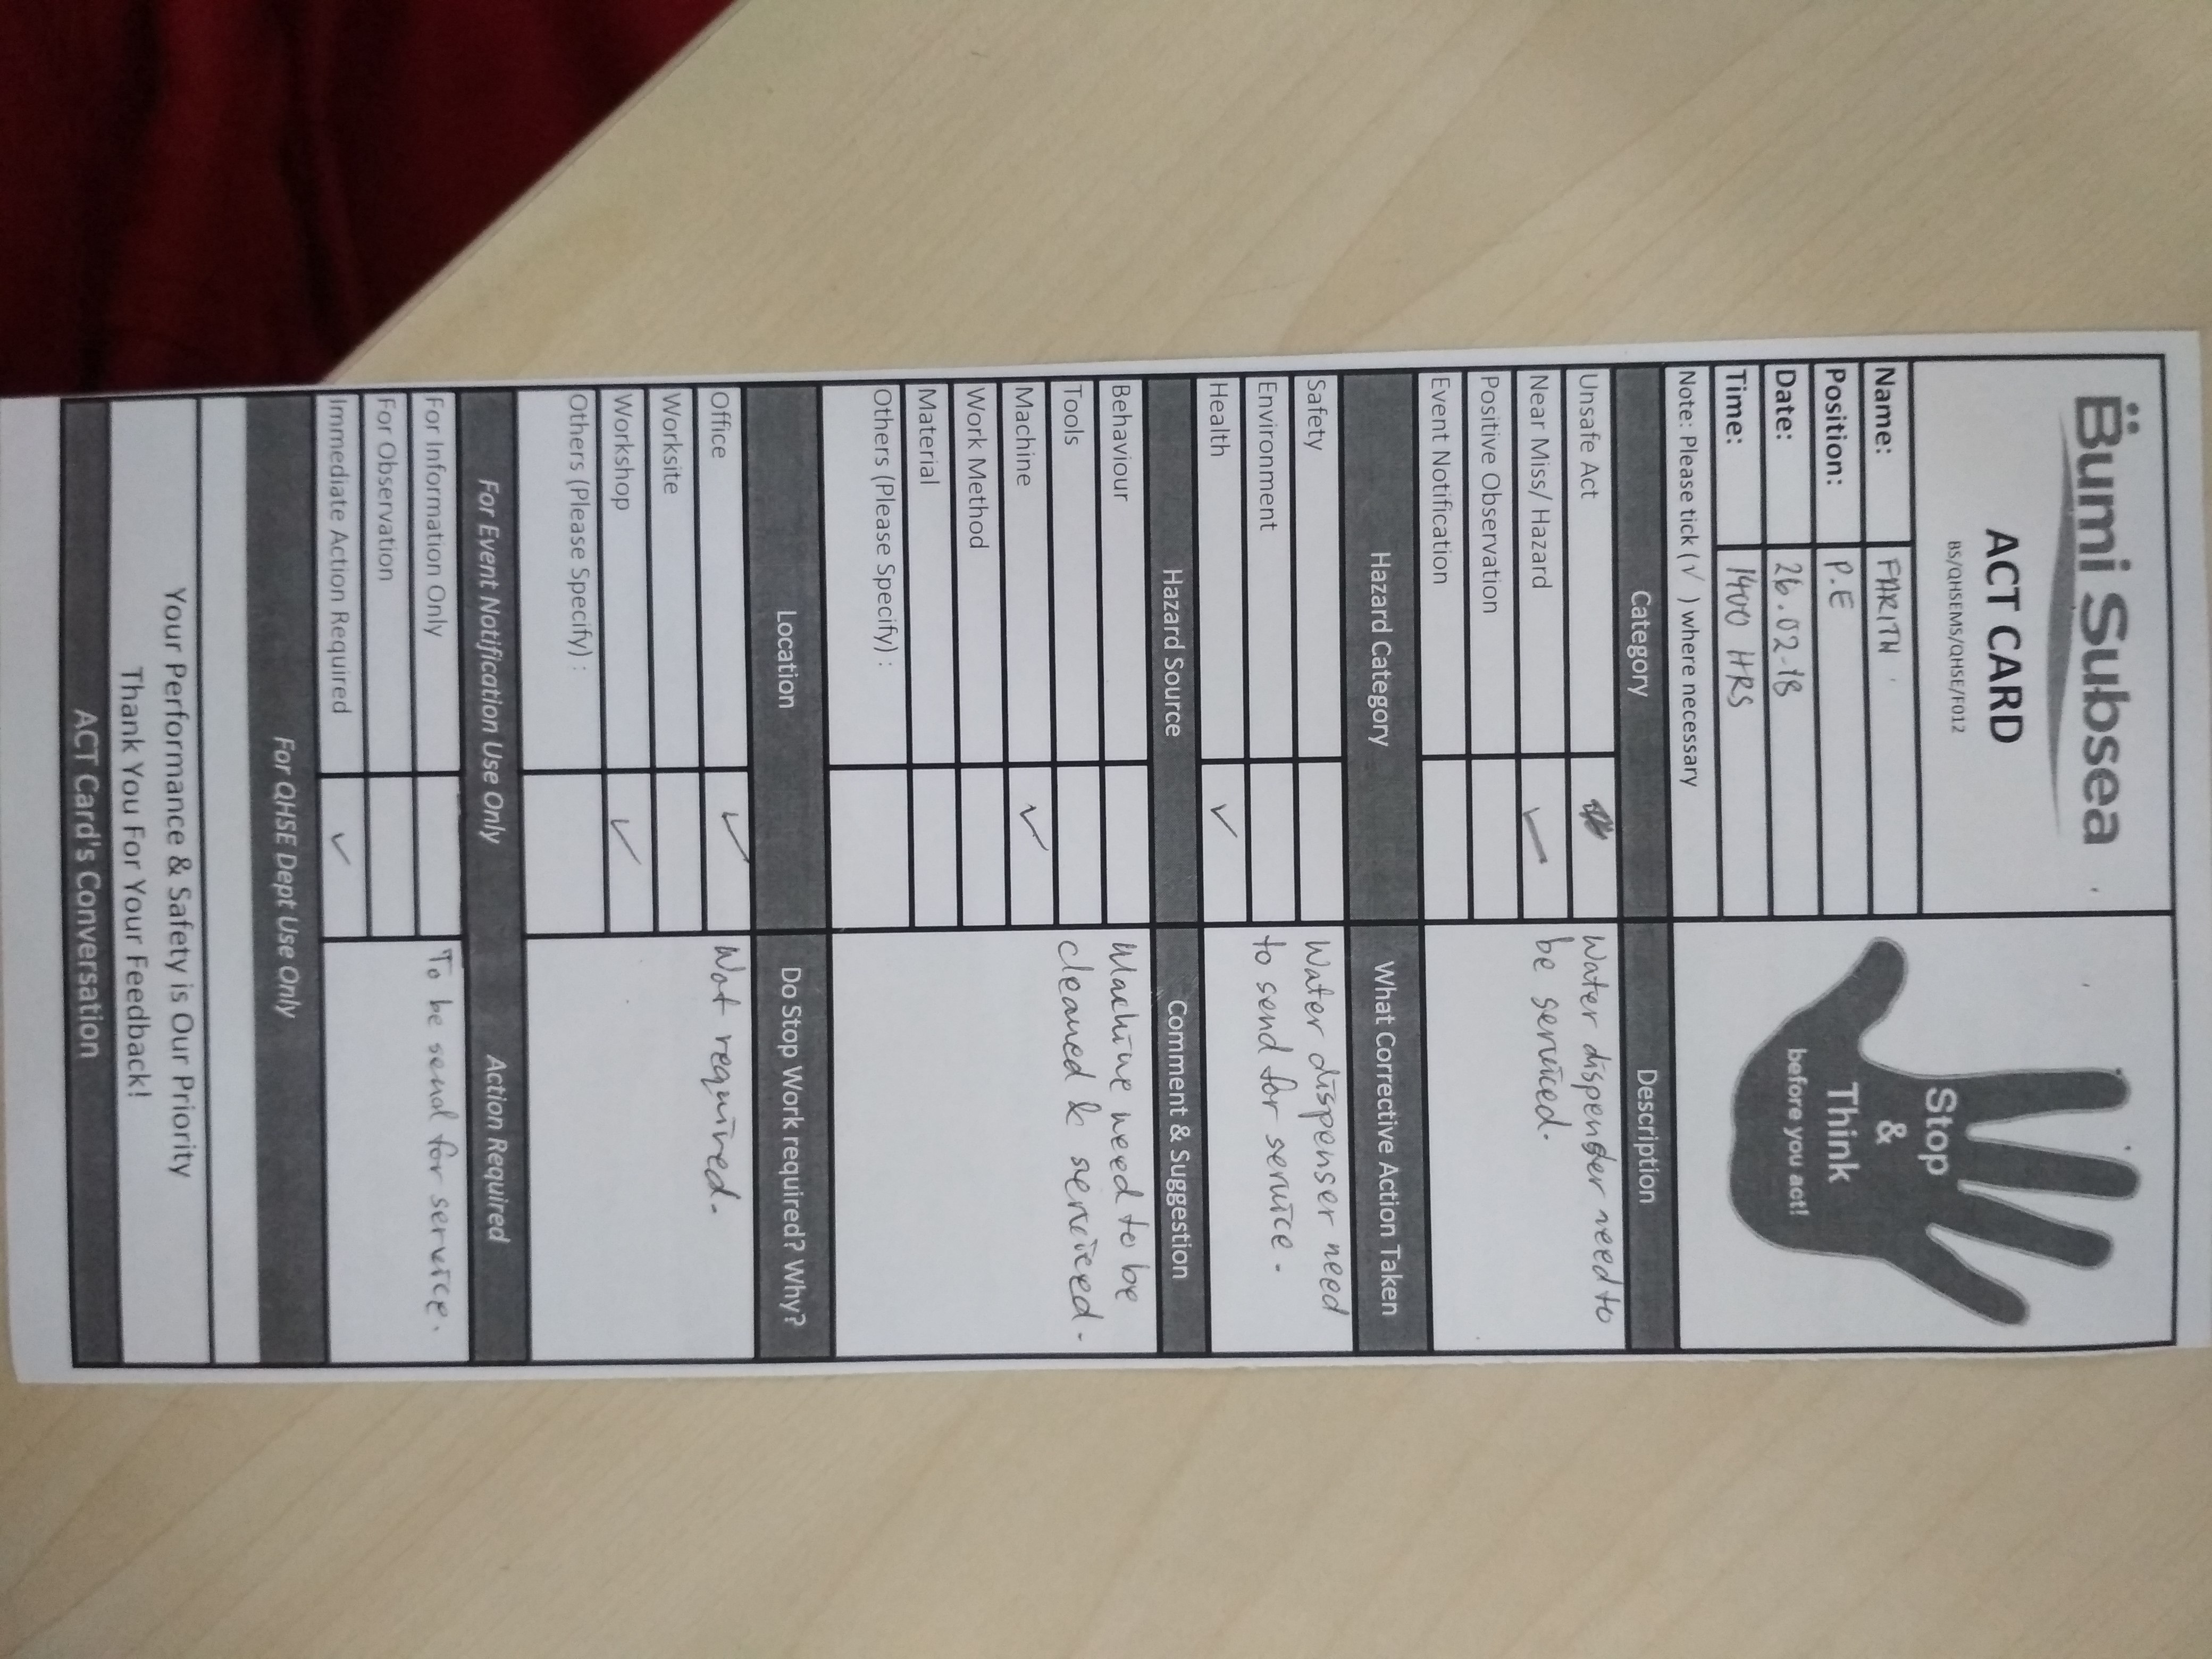 Bumi Subsea
ACT CARD
BS/QHSEMS/QHSE/F012
Stop
&
Think
before you act!
Name: FARITH
Position: P.E
Date: 26.02.18
Time: 1400 HRS
Note: Please tick (√ ) where necessary
Category Description
Unsafe Act Water dispender need to
Near Miss/ Hazard ✓ be serviced.
Positive Observation
Event Notification
Hazard Category What Corrective Action Taken
Safety Water dispenser need
Environment to send for service.
Health ✓
Hazard Source Comment & Suggestion
Behaviour Machine need to be
Tools cleaned & serviced.
Machine ✓
Work Method
Material
Others (Please Specify) :
Location Do Stop Work required? Why?
Office ✓ Not required.
Worksite
Workshop ✓
Others (Please Specify) :
For Event Notification Use Only Action Required
For Information Only To be send for service.
For Observation
Immediate Action Required ✓
For QHSE Dept Use Only
Your Performance & Safety is Our Priority
Thank You For Your Feedback!
ACT Card's Conversation